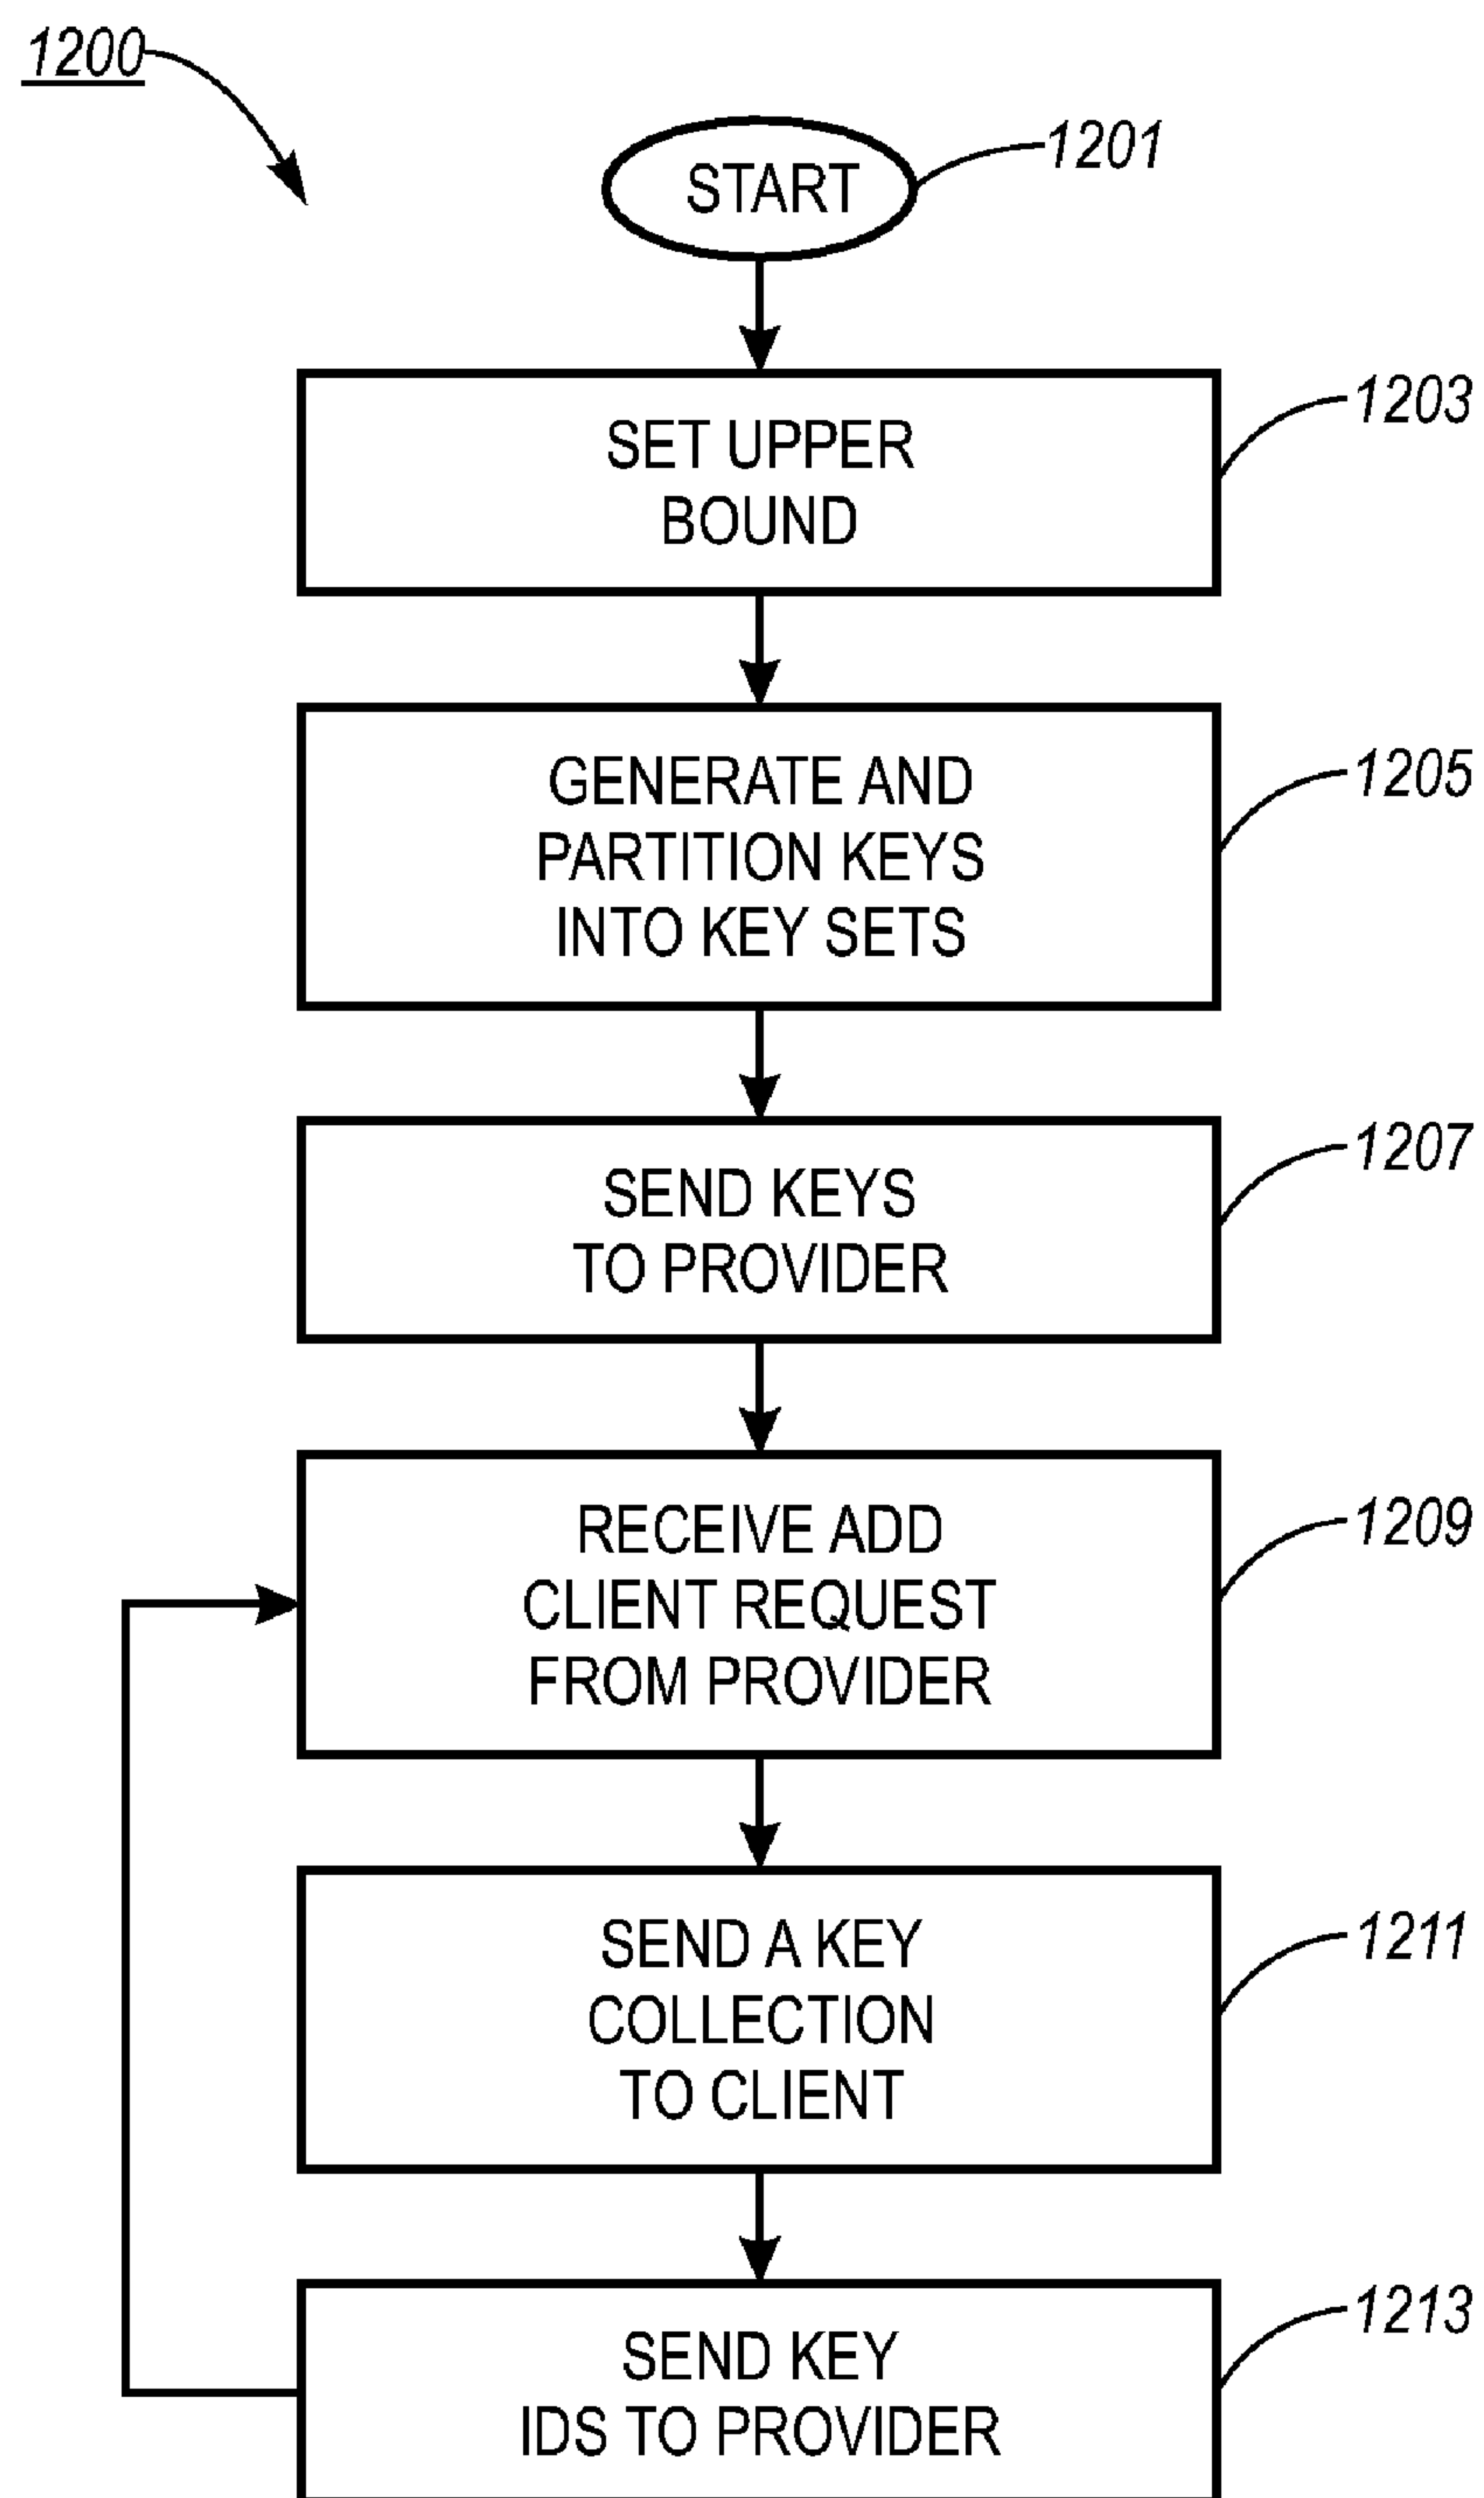 1200
START
1201
SET UPPER
BOUND
1203
GENERATE AND
PARTITION KEYS
INTO KEY SETS
1205
SEND KEYS
TO PROVIDER
1207
RECEIVE ADD
CLIENT REQUEST
FROM PROVIDER
1209
SEND A KEY
COLLECTION
TO CLIENT
1211
SEND KEY
IDS TO PROVIDER
1213